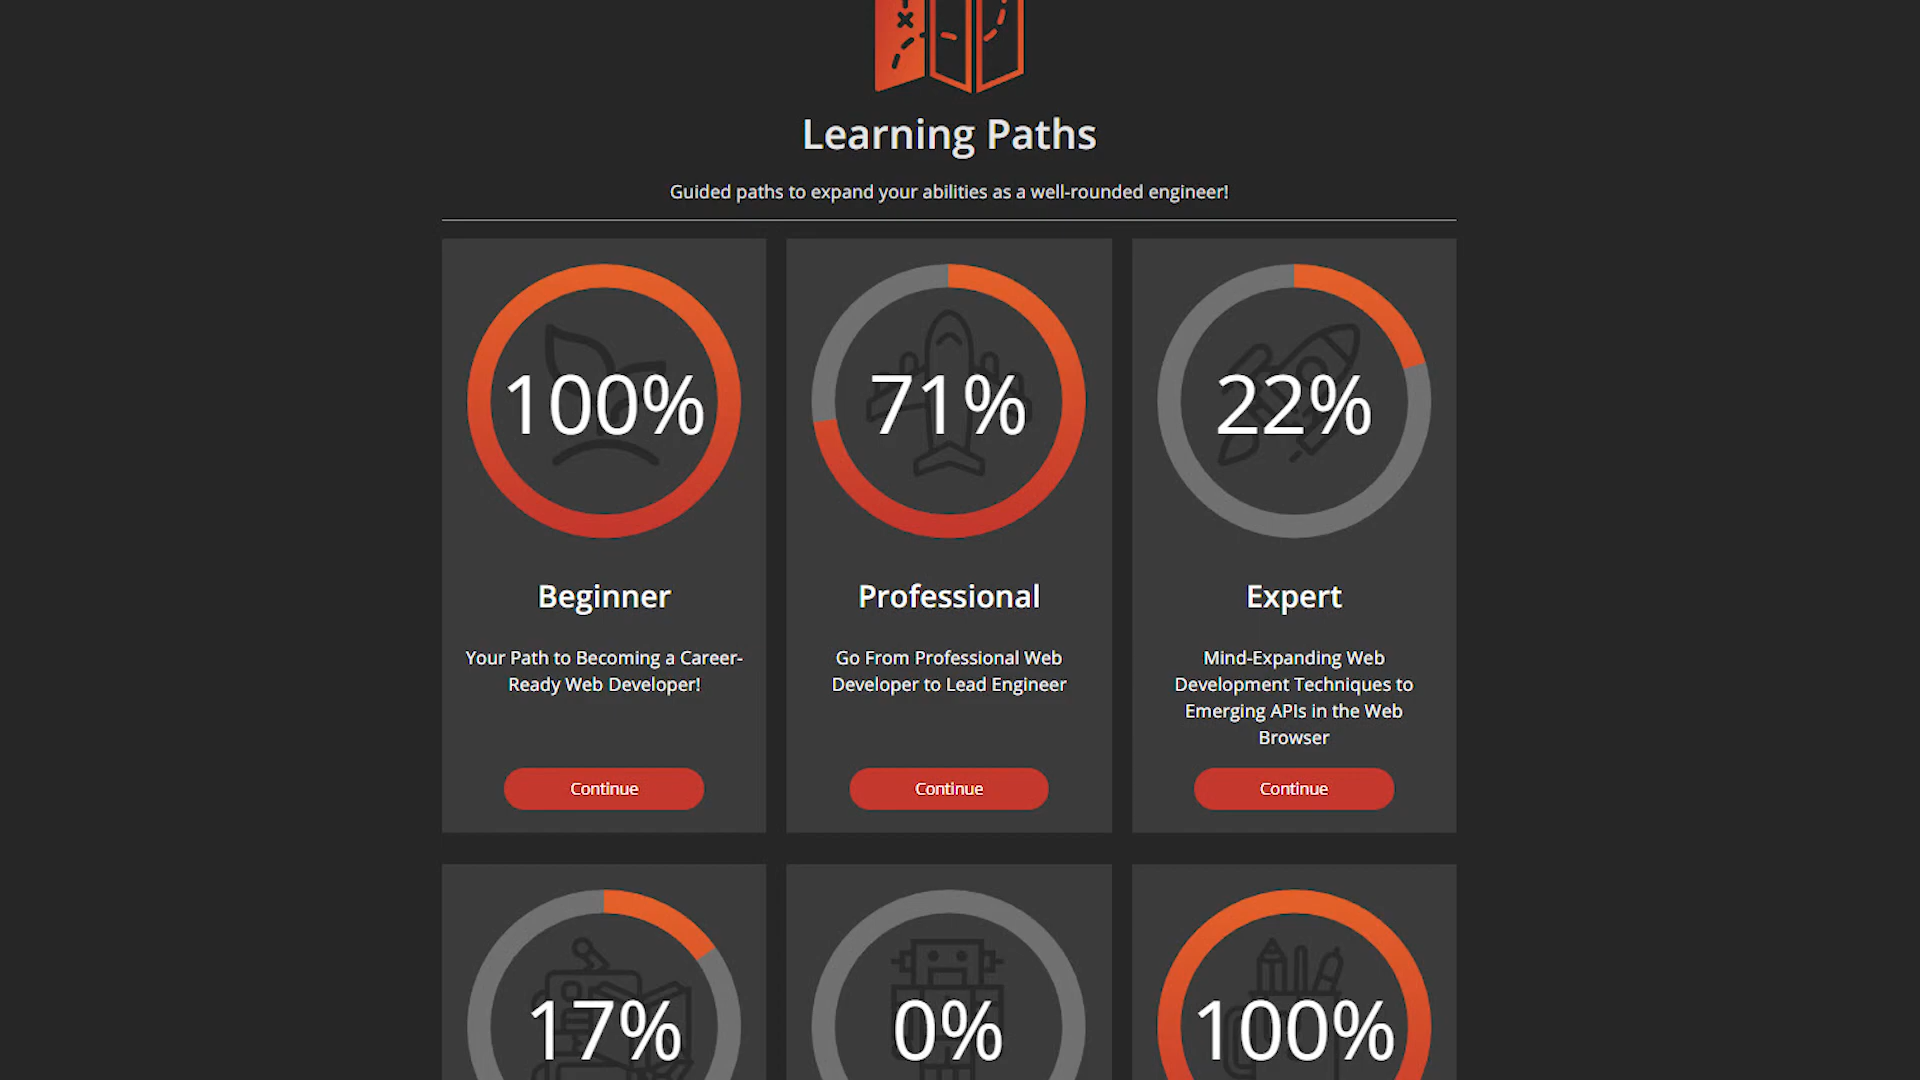 Learning Paths
Guided paths to expand your abilities as a well-rounded engineer!
100%
71%
22%
Beginner
Professional
Expert
Your Path to Becoming a Career-
Ready Web Developer!
Go From Professional Web
Developer to Lead Engineer
Mind-Expanding Web
Development Techniques to
Emerging APIs in the Web
Browser
Continue
Continue
Continue
17%
0%
100%